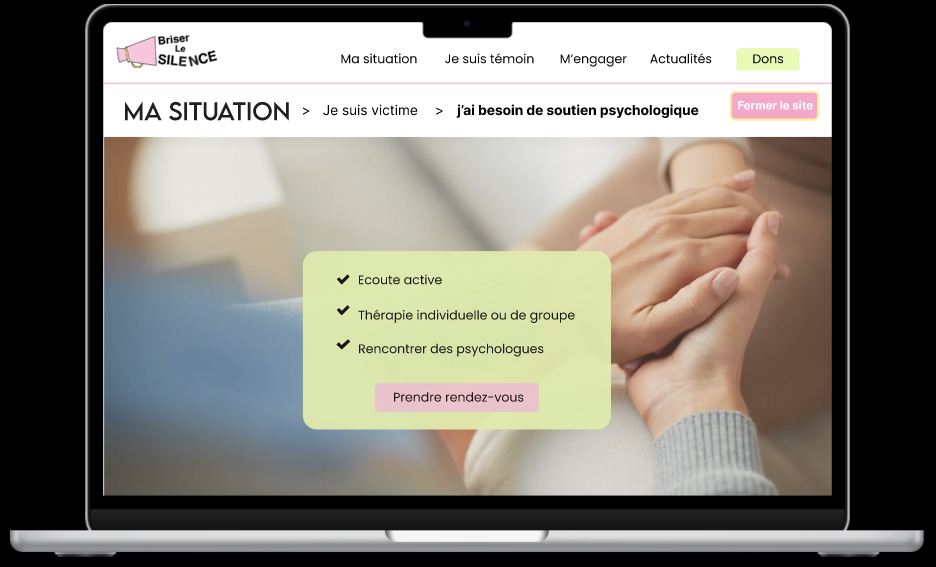 Briser
Le
SILENCE
Ma situation
Je suis témoin
M'engager
Actualités
Dons
MA SITUATION > Je suis victime > j'ai besoin de soutien psychologique
Fermer le site
Ecoute active
Thérapie individuelle ou de groupe
Rencontrer des psychologues
Prendre rendez-vous